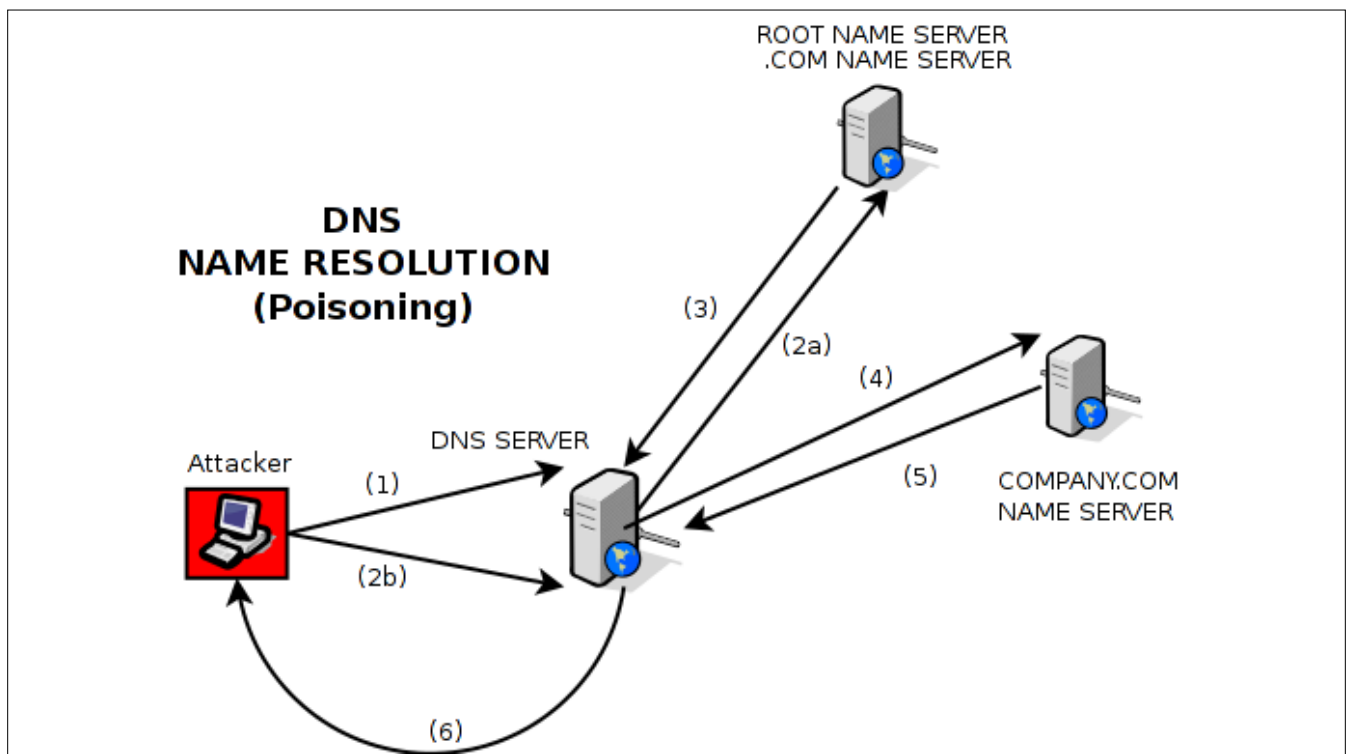 ROOT NAME SERVER
.COM NAME SERVER
DNS
NAME RESOLUTION
(Poisoning)
(3)
(2a)
(4)
DNS SERVER
Attacker
(1)
(5)
COMPANY.COM
NAME SERVER
(2b)
(6)